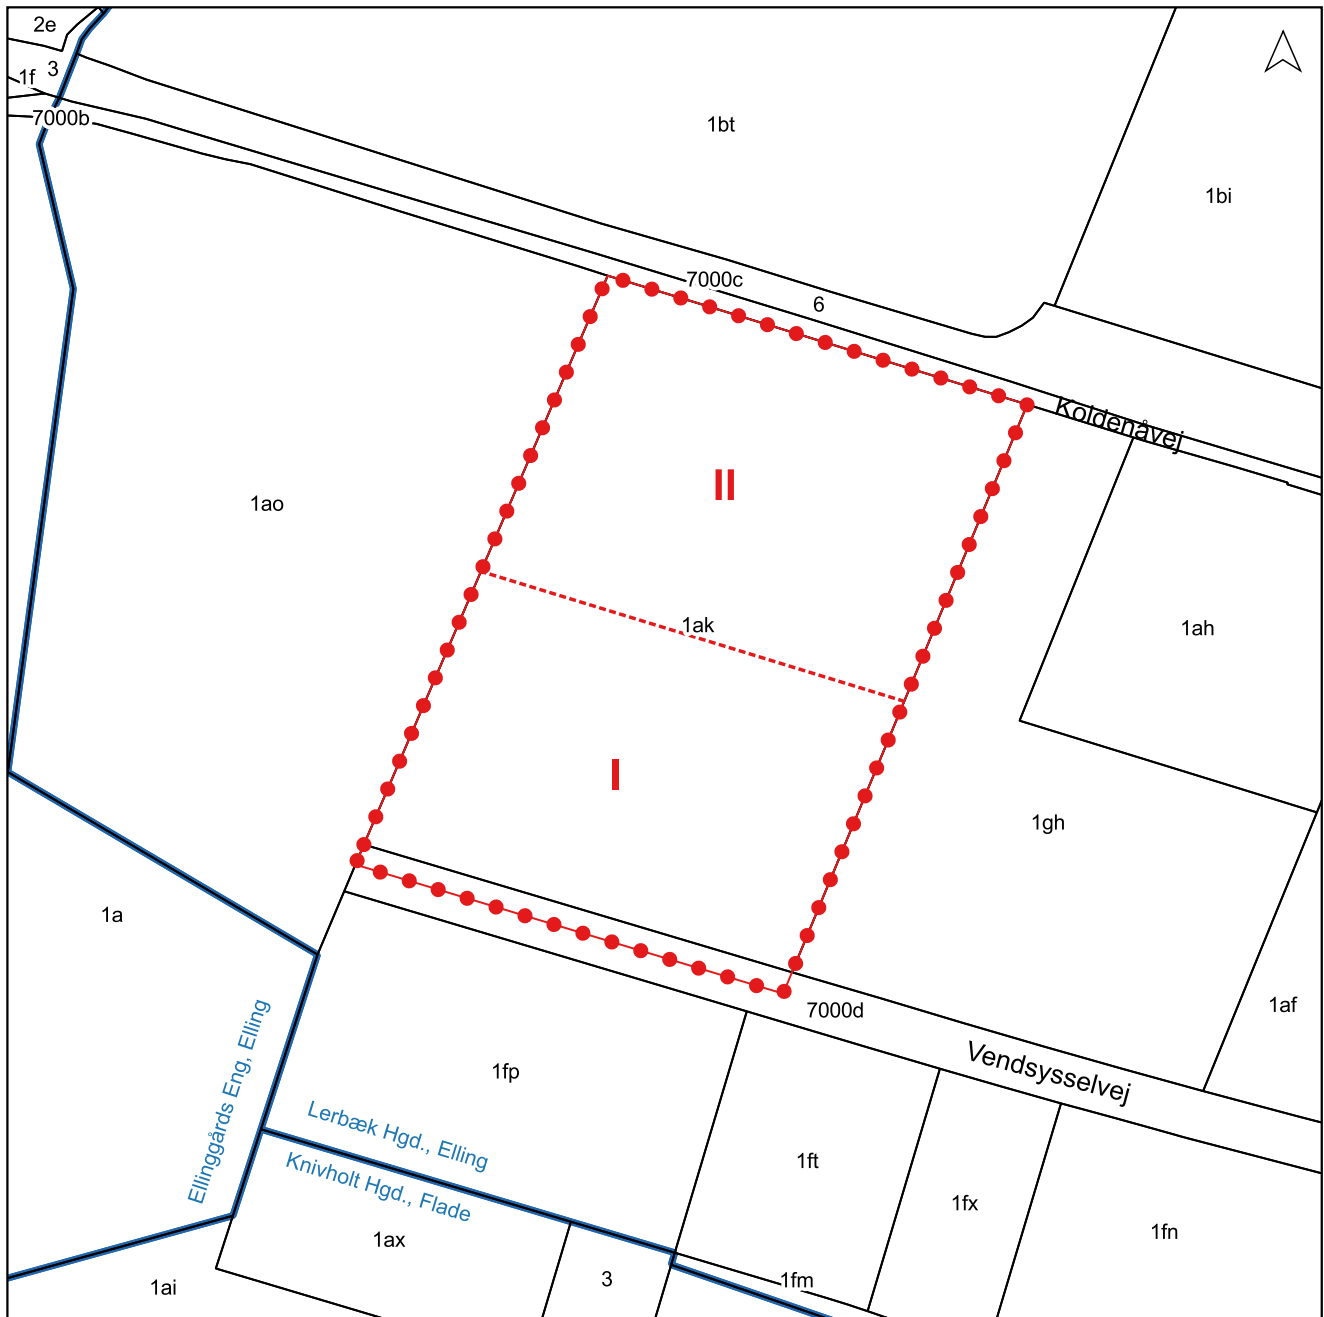 2e
3
1f
7000b
1bt
1bi
7000c
6
Koldenåvej
II
1ao
1ak
1ah
I
1gh
1a
1af
7000d
Vendsysselvej
Ellinggårds Eng, Elling
1fp
Lerbæk Hgd., Elling
Knivholt Hgd., Flade
1ft
1fx
1fn
1ax
3
1fm
1ai